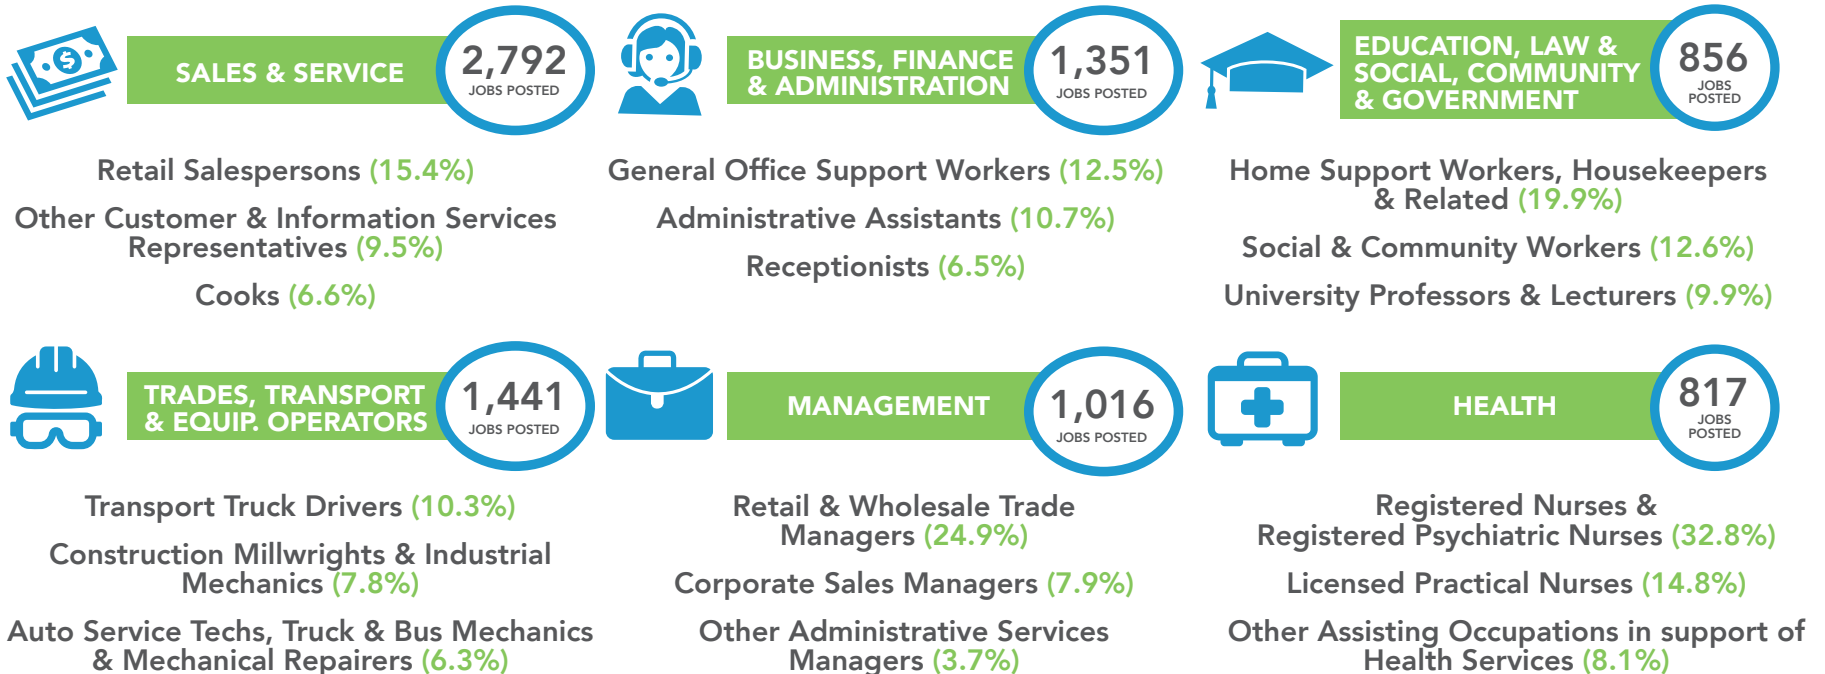 SALES & SERVICE
2,792
JOBS POSTED
Retail Salespersons (15.4%)
Other Customer & Information Services
Representatives (9.5%)
Cooks (6.6%)
BUSINESS, FINANCE
& ADMINISTRATION
1,351
JOBS POSTED
General Office Support Workers (12.5%)
Administrative Assistants (10.7%)
Receptionists (6.5%)
EDUCATION, LAW &
SOCIAL, COMMUNITY
& GOVERNMENT
856
JOBS
POSTED
Home Support Workers, Housekeepers
& Related (19.9%)
Social & Community Workers (12.6%)
University Professors & Lecturers (9.9%)
TRADES, TRANSPORT
& EQUIP. OPERATORS
1,441
JOBS POSTED
Transport Truck Drivers (10.3%)
Construction Millwrights & Industrial
Mechanics (7.8%)
Auto Service Techs, Truck & Bus Mechanics
& Mechanical Repairers (6.3%)
MANAGEMENT
1,016
JOBS POSTED
Retail & Wholesale Trade
Managers (24.9%)
Corporate Sales Managers (7.9%)
Other Administrative Services
Managers (3.7%)
HEALTH
817
JOBS
POSTED
Registered Nurses &
Registered Psychiatric Nurses (32.8%)
Licensed Practical Nurses (14.8%)
Other Assisting Occupations in support of
Health Services (8.1%)